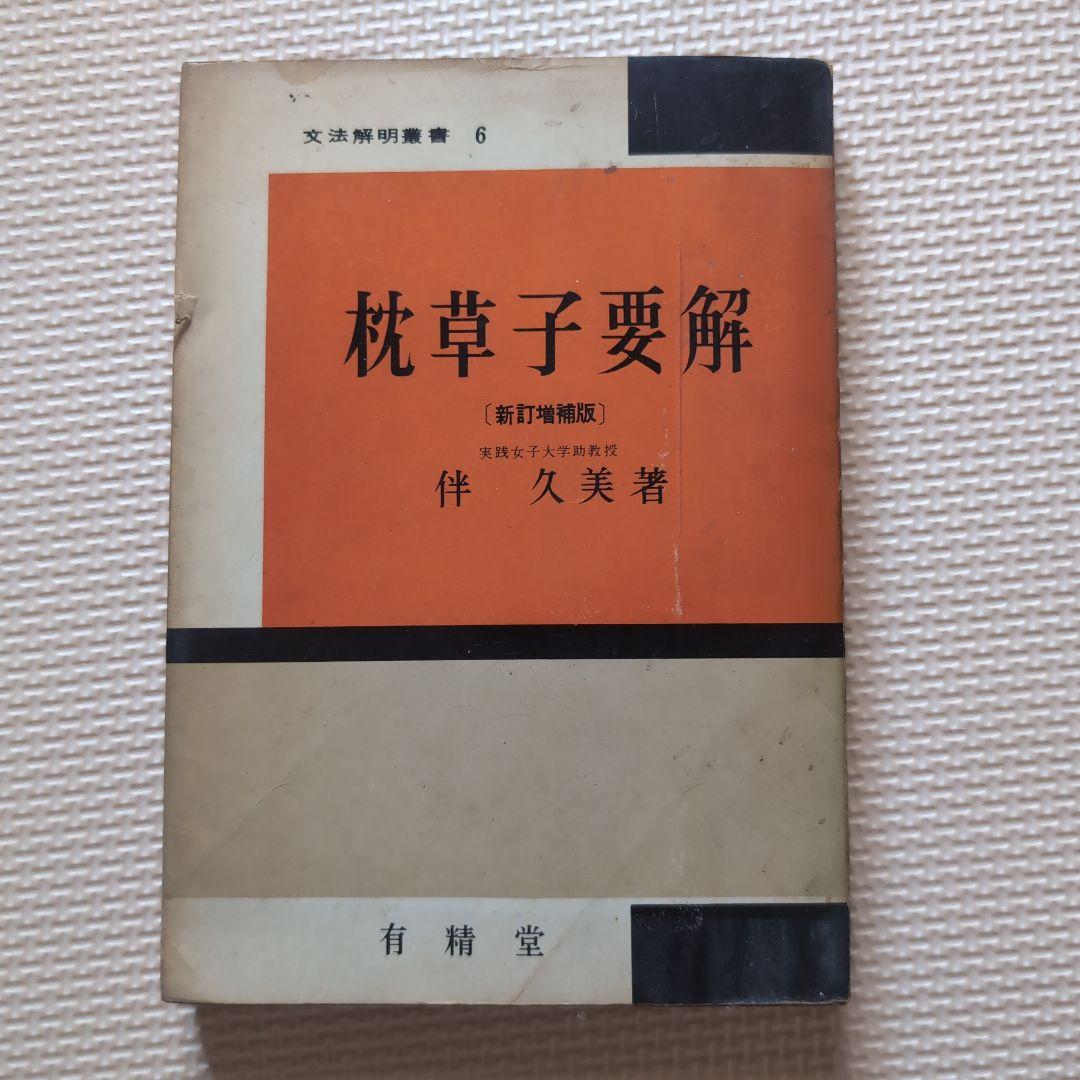 文法解明叢書 6
枕草子要解
〔新訂増補版〕
実践女子大学助教授
伴 久美著
有精堂